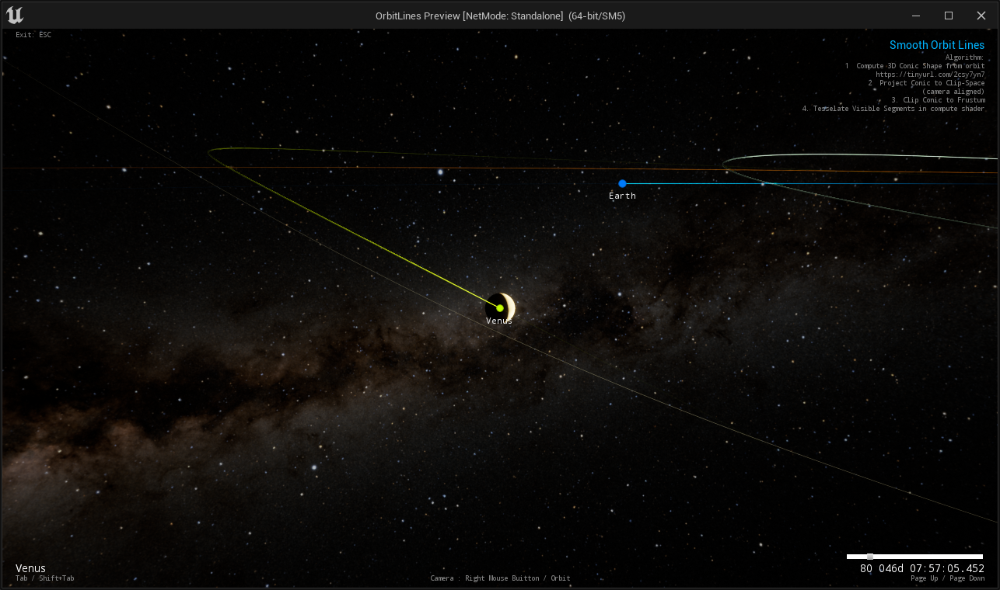 OrbitLines Preview [NetMode: Standalone] (64-bit/SM5)
Exit: ESC
Smooth Orbit Lines
Algorithm:
1 Compute 3D Conic Shape from orbit
https://tinyurl.com/2csy7yn7
2 Project Conic to Clip-Space
(camera aligned)
3. Clip Conic to Frustum
4. Tesselate Visible Segments in compute shader
Earth
Venus
Venus
Tab / Shift+Tab
Camera : Right Mouse Buitton / Orbit
80 046d 07:57:05.452
Page Up / Page Down